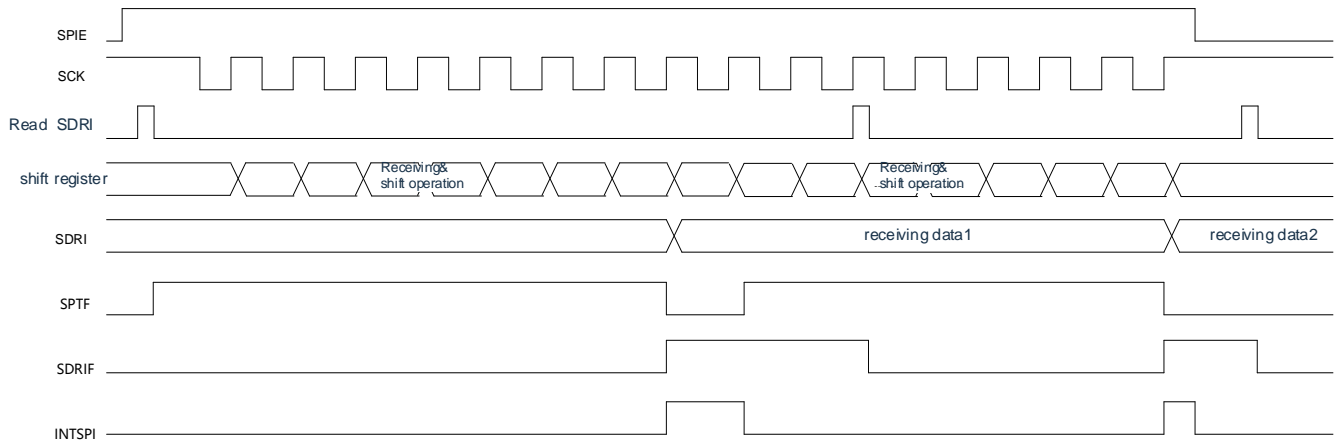 SPIE
SCK
Read SDRI
shift register
Receiving&
shift operation
Receiving&
shift operation
SDRI
receiving data1
receiving data2
SPTF
SDRIF
INTSPI